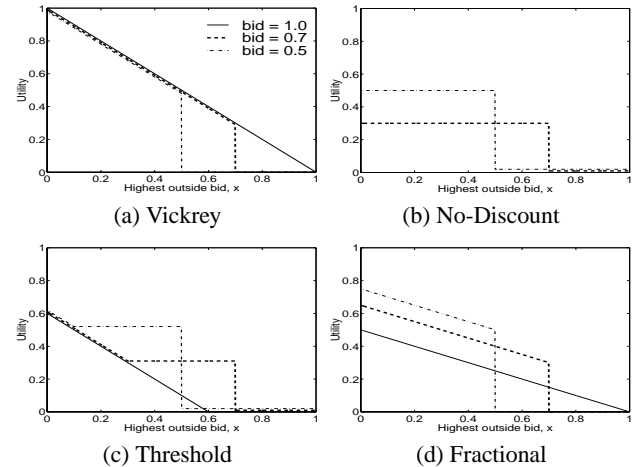 1
0.8
0.6
0.4
0.2
0
Utility
bid = 1.0
bid = 0.7
bid = 0.5
0 0.2 0.4 0.6 0.8 1
Highest outside bid, x
(a) Vickrey
1
0.8
0.6
0.4
0.2
0
Utility
0 0.2 0.4 0.6 0.8 1
Highest outside bid, x
(b) No-Discount
1
0.8
0.6
0.4
0.2
0
Utility
0 0.2 0.4 0.6 0.8 1
Highest outside bid, x
(c) Threshold
1
0.8
0.6
0.4
0.2
0
Utility
0 0.2 0.4 0.6 0.8 1
Highest outside bid, x
(d) Fractional